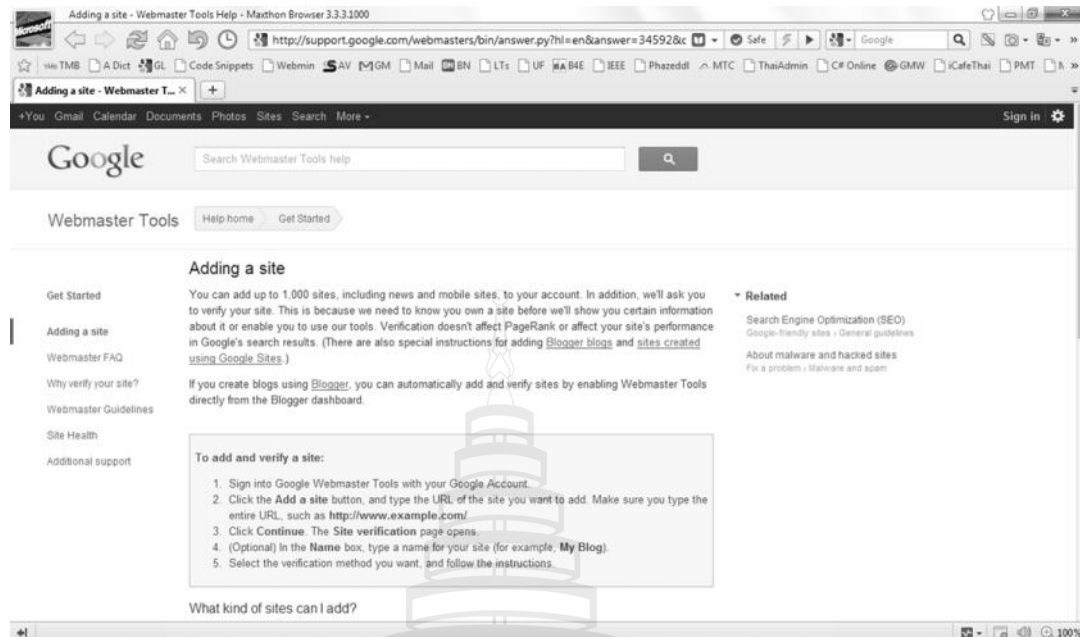 Adding a site - Webmaster Tools Help - Maxthon Browser 3.3.3.1000
Microsoft
http://support.google.com/webmasters/bin/answer.py?hl=en&answer=34592&c
Safe
Google
TMB A Dict GL Code Snippets Webmin AV GM Mail BN LTs UF B4E IEEE Phazeddl MTC ThaiAdmin C# Online GMW iCafeThai PMT
Adding a site - Webmaster T...
+You Gmail Calendar Documents Photos Sites Search More
Sign in
Google
Search Webmaster Tools help
Webmaster Tools
Help home
Get Started
Get Started
Adding a site
Webmaster FAQ
Why verify your site?
Webmaster Guidelines
Site Health
Additional support
Adding a site
You can add up to 1,000 sites, including news and mobile sites, to your account. In addition, we'll ask you
to verify your site. This is because we need to know you own a site before we'll show you certain information
about it or enable you to use our tools. Verification doesn't affect PageRank or affect your site's performance
in Google's search results. (There are also special instructions for adding Blogger blogs and sites created
using Google Sites.)
If you create blogs using Blogger, you can automatically add and verify sites by enabling Webmaster Tools
directly from the Blogger dashboard.
To add and verify a site:
1. Sign into Google Webmaster Tools with your Google Account.
2. Click the Add a site button, and type the URL of the site you want to add. Make sure you type the
entire URL, such as http://www.example.com/
3. Click Continue. The Site verification page opens.
4. (Optional) In the Name box, type a name for your site (for example, My Blog).
5. Select the verification method you want, and follow the instructions.
What kind of sites can I add?
Related
Search Engine Optimization (SEO)
Google-friendly sites › General guidelines
About malware and hacked sites
Fix a problem › Malware and spam
100%